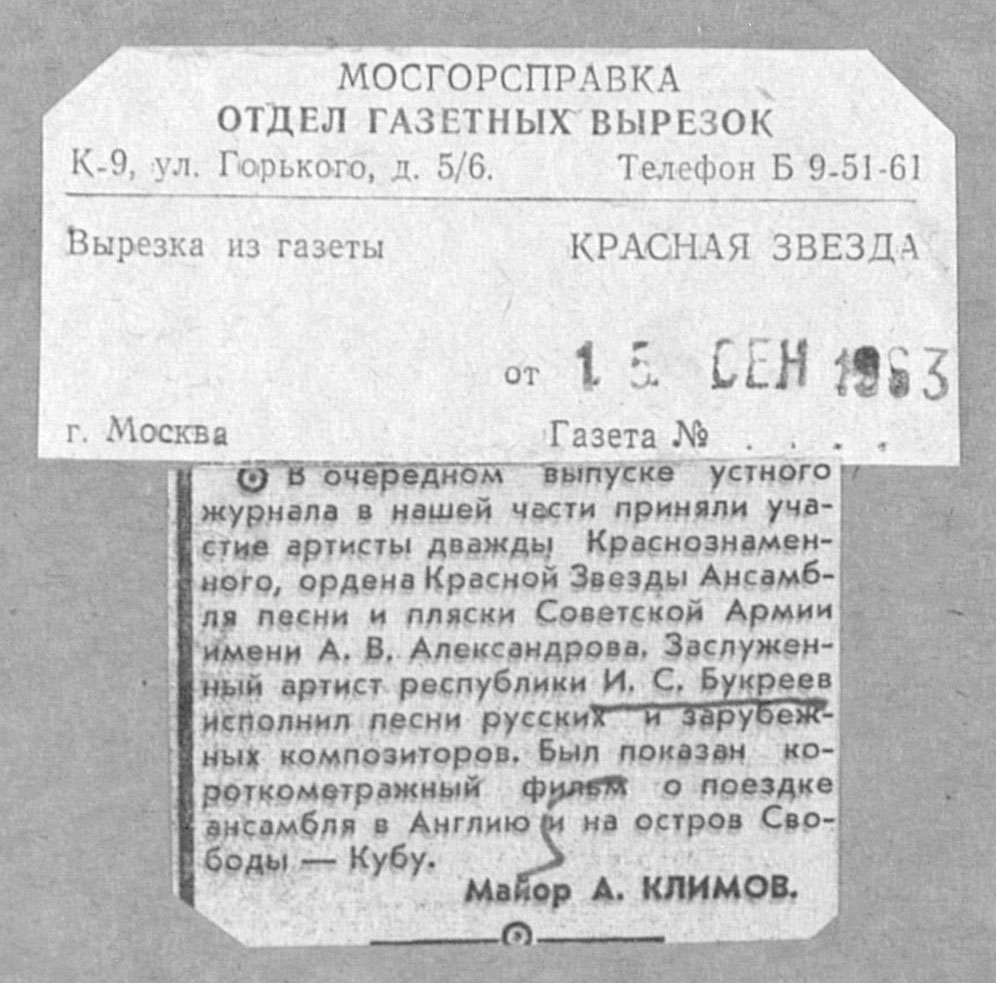 МОСГОРСПРАВКА
ОТДЕЛ ГАЗЕТНЫХ ВЫРЕЗОК
К-9, ул. Горького, д. 5/6. Телефон Б 9-51-61
Вырезка из газеты КРАСНАЯ ЗВЕЗДА
от 15. СЕН 1963
г. Москва Газета № . . . .
В очередном выпуске устного
журнала в нашей части приняли уча-
стие артисты дважды Краснознамен-
ного, ордена Красной Звезды Ансамб-
ля песни и пляски Советской Армии
имени А. В. Александрова. Заслужен-
ный артист республики И. С. Букреев
исполнил песни русских и зарубеж-
ных композиторов. Был показан ко-
роткометражный фильм о поездке
ансамбля в Англию и на остров Сво-
боды — Кубу.
Майор А. КЛИМОВ.